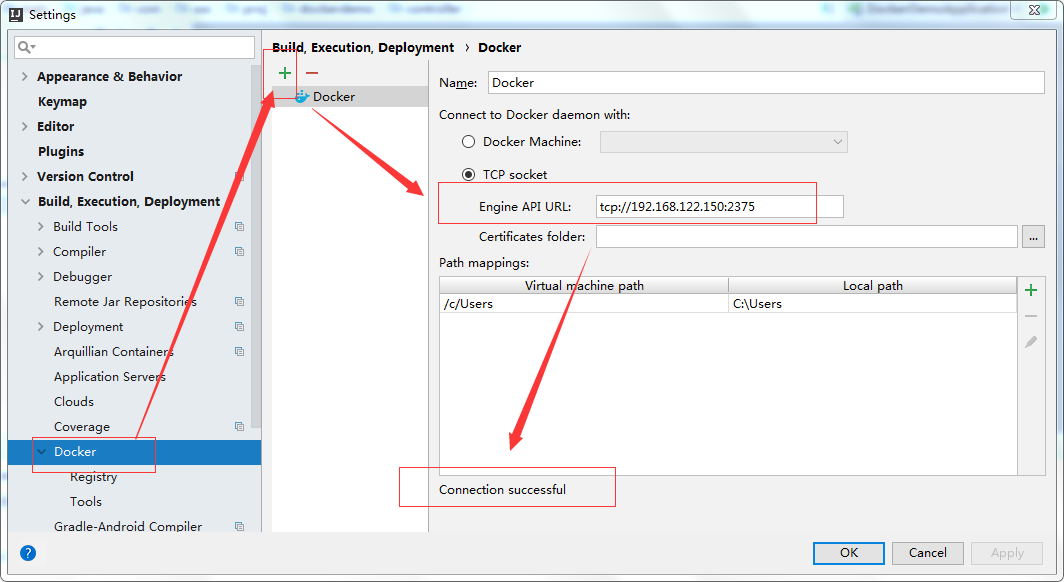 Settings
Appearance & Behavior
Keymap
Editor
Plugins
Version Control
Build, Execution, Deployment
Build Tools
Compiler
Debugger
Remote Jar Repositories
Deployment
Arquillian Containers
Application Servers
Clouds
Coverage
Docker
Registry
Tools
Gradle-Android Compiler
Build, Execution, Deployment › Docker
Docker
Name: Docker
Connect to Docker daemon with:
Docker Machine:
TCP socket
Engine API URL: tcp://192.168.122.150:2375
Certificates folder: ...
Path mappings:
Virtual machine path Local path
/c/Users C:\Users
Connection successful
? OK Cancel Apply